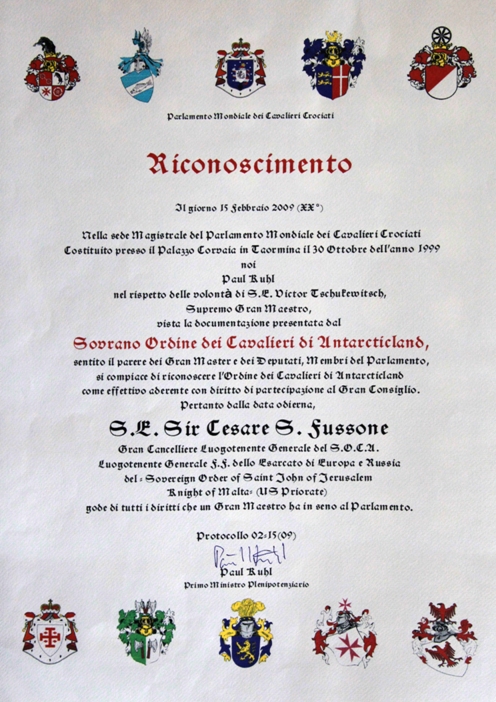 Parlamento Mondiale dei Cavalieri Crociati
Riconoscimento
Il giorno 15 Febbraio 2009 (XX°)
Nella sede Magistrale del Parlamento Mondiale dei Cavalieri Crociati
Costituito presso il Palazzo Corvaia in Taormina il 30 Ottobre dell'anno 1999
noi
Paul Kuhl
nel rispetto delle volontà di S.E. Victor Tschukewitsch,
Supremo Gran Maestro,
vista la documentazione presentata dal
Sovrano Ordine dei Cavalieri di Antarcticland,
sentito il parere dei Gran Master e dei Deputati, Membri del Parlamento,
si compiace di riconoscere l'Ordine dei Cavalieri di Antarcticland
come effettivo aderente con diritto di partecipazione al Gran Consiglio.
Pertanto dalla data odierna,
S.E. Sir Cesare S. Fussone
Gran Cancelliere Luogotenente Generale del S.O.C.A.
Luogotenente Generale F.F. dello Esarcato di Europa e Russia
del = Sovereign Order of Saint John of Jerusalem
Knight of Malta= (US Priorate)
gode di tutti i diritti che un Gran Maestro ha in seno al Parlamento.
Protocollo 02=15(09)
Paul Kuhl
Paul Kuhl
Primo Ministro Plenipotenziario